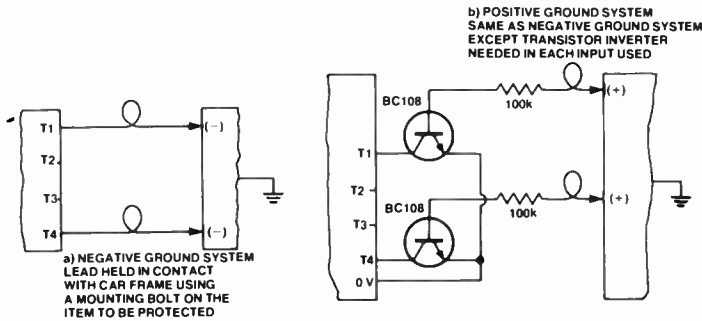 b) POSITIVE GROUND SYSTEM
SAME AS NEGATIVE GROUND SYSTEM
EXCEPT TRANSISTOR INVERTER
NEEDED IN EACH INPUT USED
T1
T2
T3
T4
(−)
(−)
a) NEGATIVE GROUND SYSTEM
LEAD HELD IN CONTACT
WITH CAR FRAME USING
A MOUNTING BOLT ON THE
ITEM TO BE PROTECTED
BC108
100k
(+)
T1
T2
T3
BC108
100k
(+)
T4
0 V